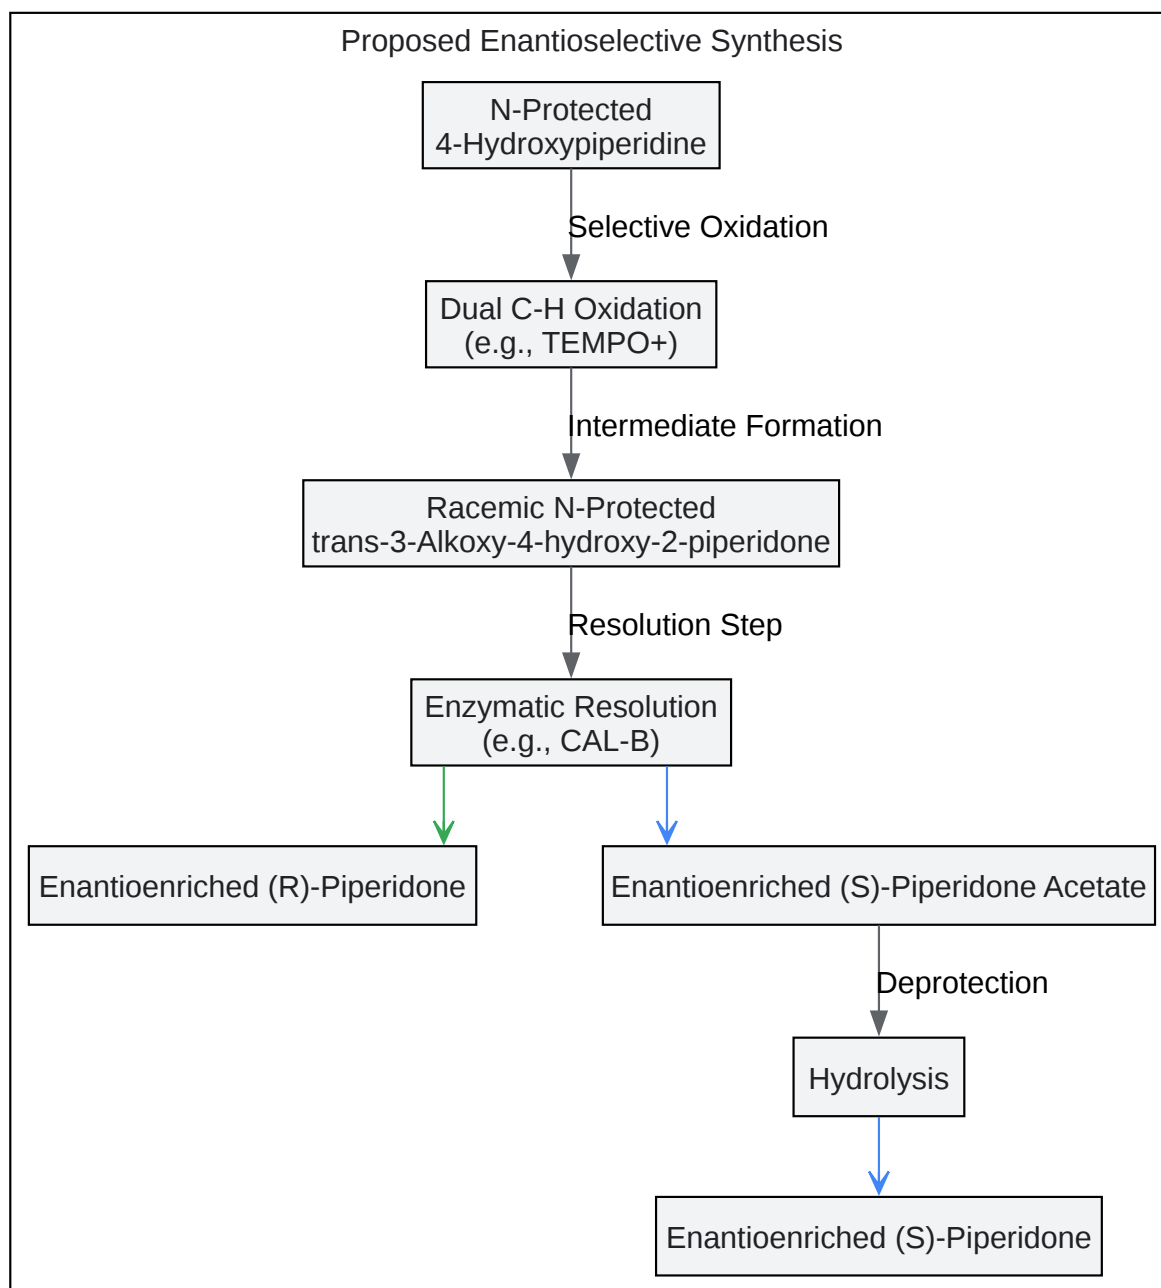 Proposed Enantioselective Synthesis
N-Protected
4-Hydroxypiperidine
Selective Oxidation
Dual C-H Oxidation
(e.g., TEMPO+)
Intermediate Formation
Racemic N-Protected
trans-3-Alkoxy-4-hydroxy-2-piperidone
Resolution Step
Enzymatic Resolution
(e.g., CAL-B)
Enantioenriched (R)-Piperidone
Enantioenriched (S)-Piperidone Acetate
Deprotection
Hydrolysis
Enantioenriched (S)-Piperidone